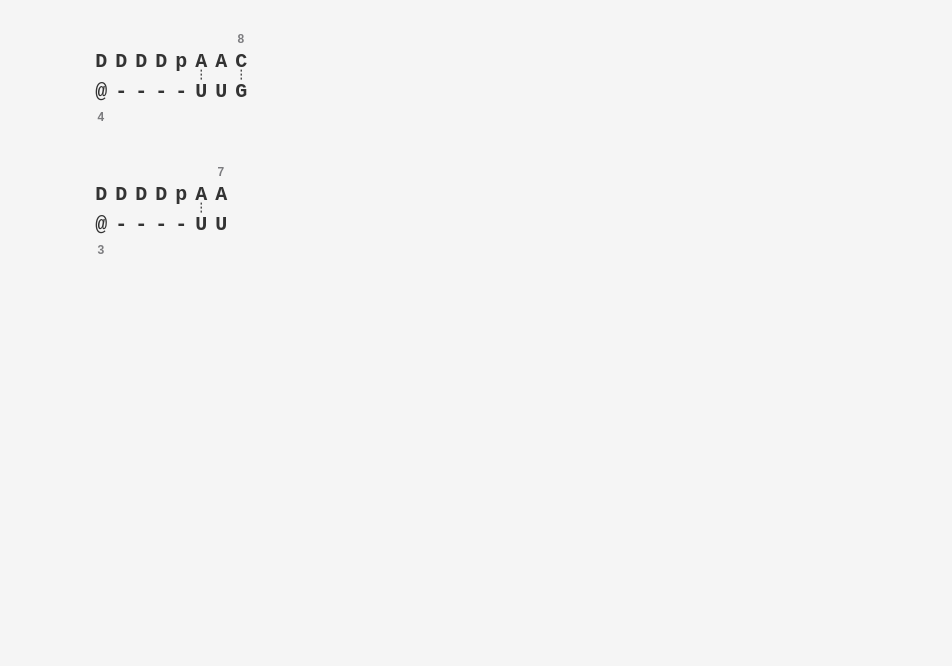 8
D D D D p A A C
@ - - - - U U G
4
7
D D D D p A A
@ - - - - U U
3